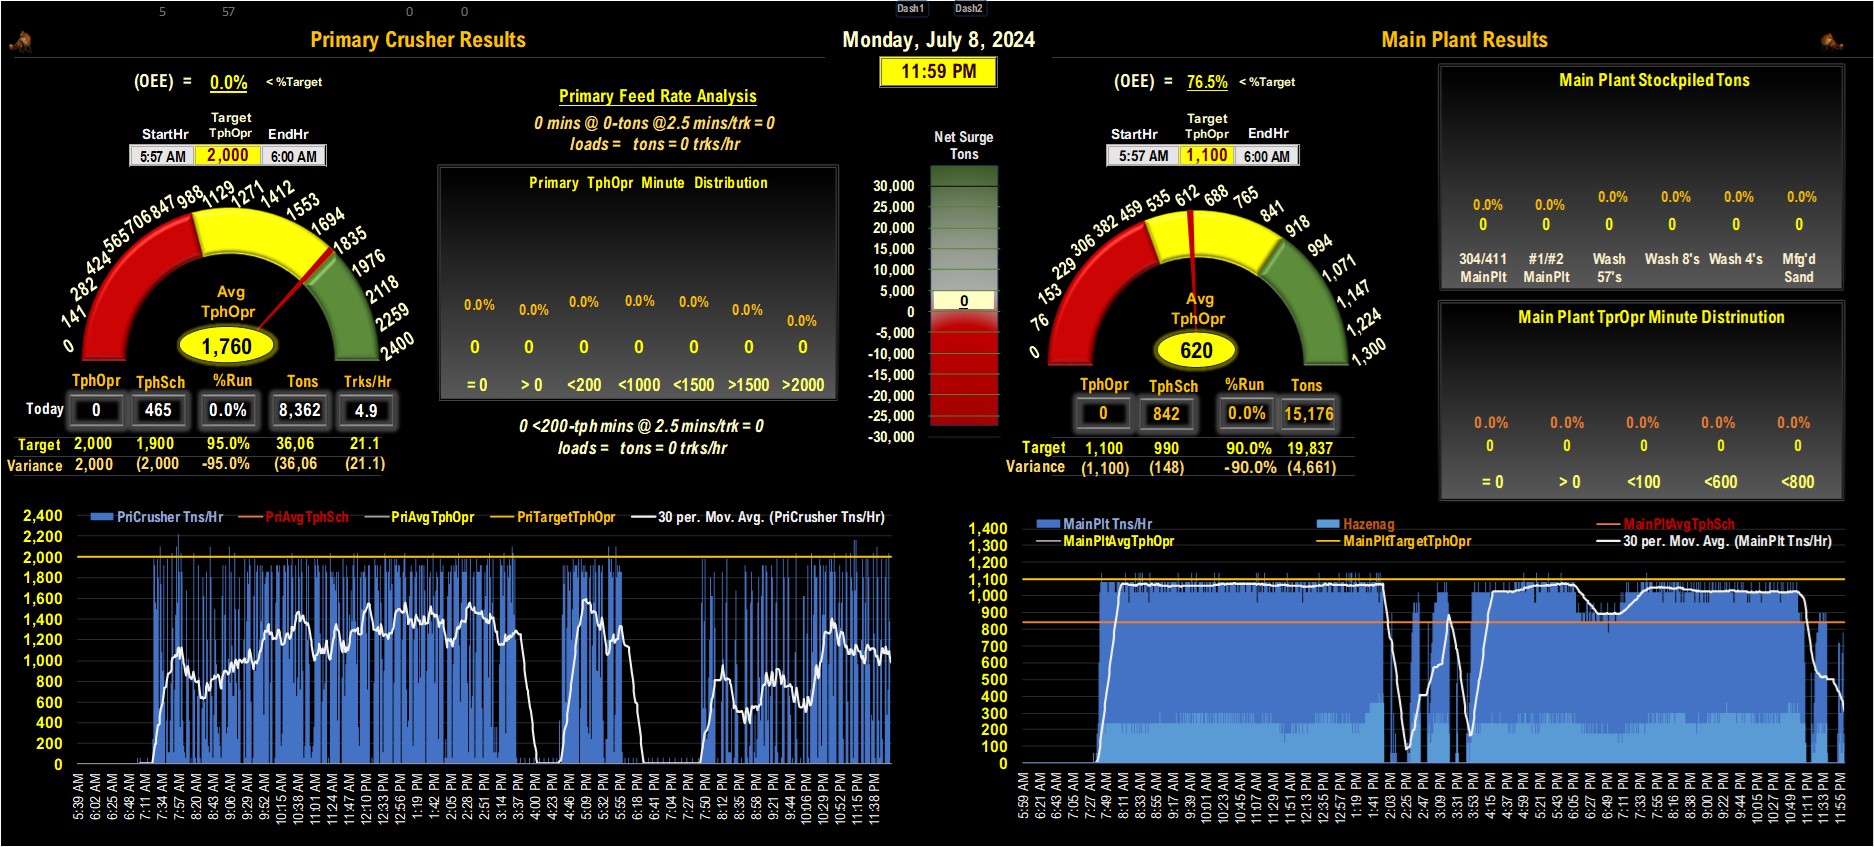 5 57 0 0 Dash1 Dash2
Primary Crusher Results
Monday, July 8, 2024
Main Plant Results
11:59 PM
(OEE) = 0.0% < %Target
Target
StartHr TphOpr EndHr
5:57 AM 2,000 6:00 AM
0 141 282 424 565 706 847 988 1129 1271 1412 1553 1694 1835 1976 2118 2259 2400
Avg
TphOpr
1,760
TphOpr TphSch %Run Tons Trks/Hr
Today 0 465 0.0% 8,362 4.9
Target 2,000 1,900 95.0% 36,06 21.1
Variance 2,000 (2,000 -95.0% (36,06 (21.1)
Primary Feed Rate Analysis
0 mins @ 0-tons @2.5 mins/trk = 0
loads = tons = 0 trks/hr
Primary TphOpr Minute Distribution
0.0% 0.0% 0.0% 0.0% 0.0% 0.0% 0.0%
0 0 0 0 0 0 0
= 0 > 0 <200 <1000 <1500 >1500 >2000
0 <200-tph mins @ 2.5 mins/trk = 0
loads = tons = 0 trks/hr
Net Surge
Tons
30,000
25,000
20,000
15,000
10,000
5,000
0
0
-5,000
-10,000
-15,000
-20,000
-25,000
-30,000
(OEE) = 76.5% < %Target
Target
StartHr TphOpr EndHr
5:57 AM 1,100 6:00 AM
0 76 153 229 306 382 459 535 612 688 765 841 918 994 1,071 1,147 1,224 1,300
Avg
TphOpr
620
TphOpr TphSch %Run Tons
0 842 0.0% 15,176
Target 1,100 990 90.0% 19,837
Variance (1,100) (148) -90.0% (4,661)
Main Plant Stockpiled Tons
0.0% 0.0% 0.0% 0.0% 0.0% 0.0%
0 0 0 0 0 0
304/411 #1/#2 Wash Wash 8's Wash 4's Mfg'd
MainPlt MainPlt 57's Sand
Main Plant TprOpr Minute Distrinution
0.0% 0.0% 0.0% 0.0% 0.0%
0 0 0 0 0
= 0 > 0 <100 <600 <800
PriCrusher Tns/Hr PriAvgTphSch PriAvgTphOpr PriTargetTphOpr 30 per. Mov. Avg. (PriCrusher Tns/Hr)
2,400
2,200
2,000
1,800
1,600
1,400
1,200
1,000
800
600
400
200
0
5:39 AM 6:02 AM 6:25 AM 6:48 AM 7:11 AM 7:34 AM 7:57 AM 8:20 AM 8:43 AM 9:06 AM 9:29 AM 9:52 AM 10:15 AM 10:38 AM 11:01 AM 11:24 AM 11:47 AM 12:10 PM 12:33 PM 12:56 PM 1:19 PM 1:42 PM 2:05 PM 2:28 PM 2:51 PM 3:14 PM 3:37 PM 4:00 PM 4:23 PM 4:46 PM 5:09 PM 5:32 PM 5:55 PM 6:18 PM 6:41 PM 7:04 PM 7:27 PM 7:50 PM 8:12 PM 8:35 PM 8:58 PM 9:21 PM 9:44 PM 10:06 PM 10:29 PM 10:52 PM 11:15 PM 11:38 PM
MainPlt Tns/Hr Hazenag MainPltAvgTphSch
MainPltAvgTphOpr MainPltTargetTphOpr 30 per. Mov. Avg. (MainPlt Tns/Hr)
1,400
1,300
1,200
1,100
1,000
900
800
700
600
500
400
300
200
100
0
5:59 AM 6:21 AM 6:43 AM 7:05 AM 7:27 AM 7:49 AM 8:11 AM 8:33 AM 8:55 AM 9:17 AM 9:39 AM 10:01 AM 10:23 AM 10:45 AM 11:07 AM 11:29 AM 11:51 AM 12:13 PM 12:35 PM 12:57 PM 1:19 PM 1:41 PM 2:03 PM 2:25 PM 2:47 PM 3:09 PM 3:31 PM 3:53 PM 4:15 PM 4:37 PM 4:59 PM 5:21 PM 5:43 PM 6:05 PM 6:27 PM 6:49 PM 7:11 PM 7:33 PM 7:55 PM 8:16 PM 8:38 PM 9:00 PM 9:22 PM 9:44 PM 10:05 PM 10:27 PM 10:49 PM 11:11 PM 11:33 PM 11:55 PM